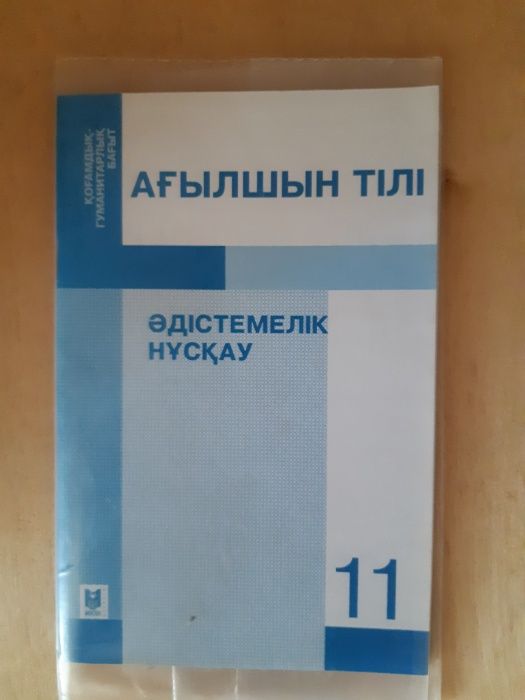 ҚОҒАМДЫҚ-
ГУМАНИТАРЛЫҚ
БАҒЫТ
АҒЫЛШЫН ТІЛІ
ӘДІСТЕМЕЛІК
НҰСҚАУ
11